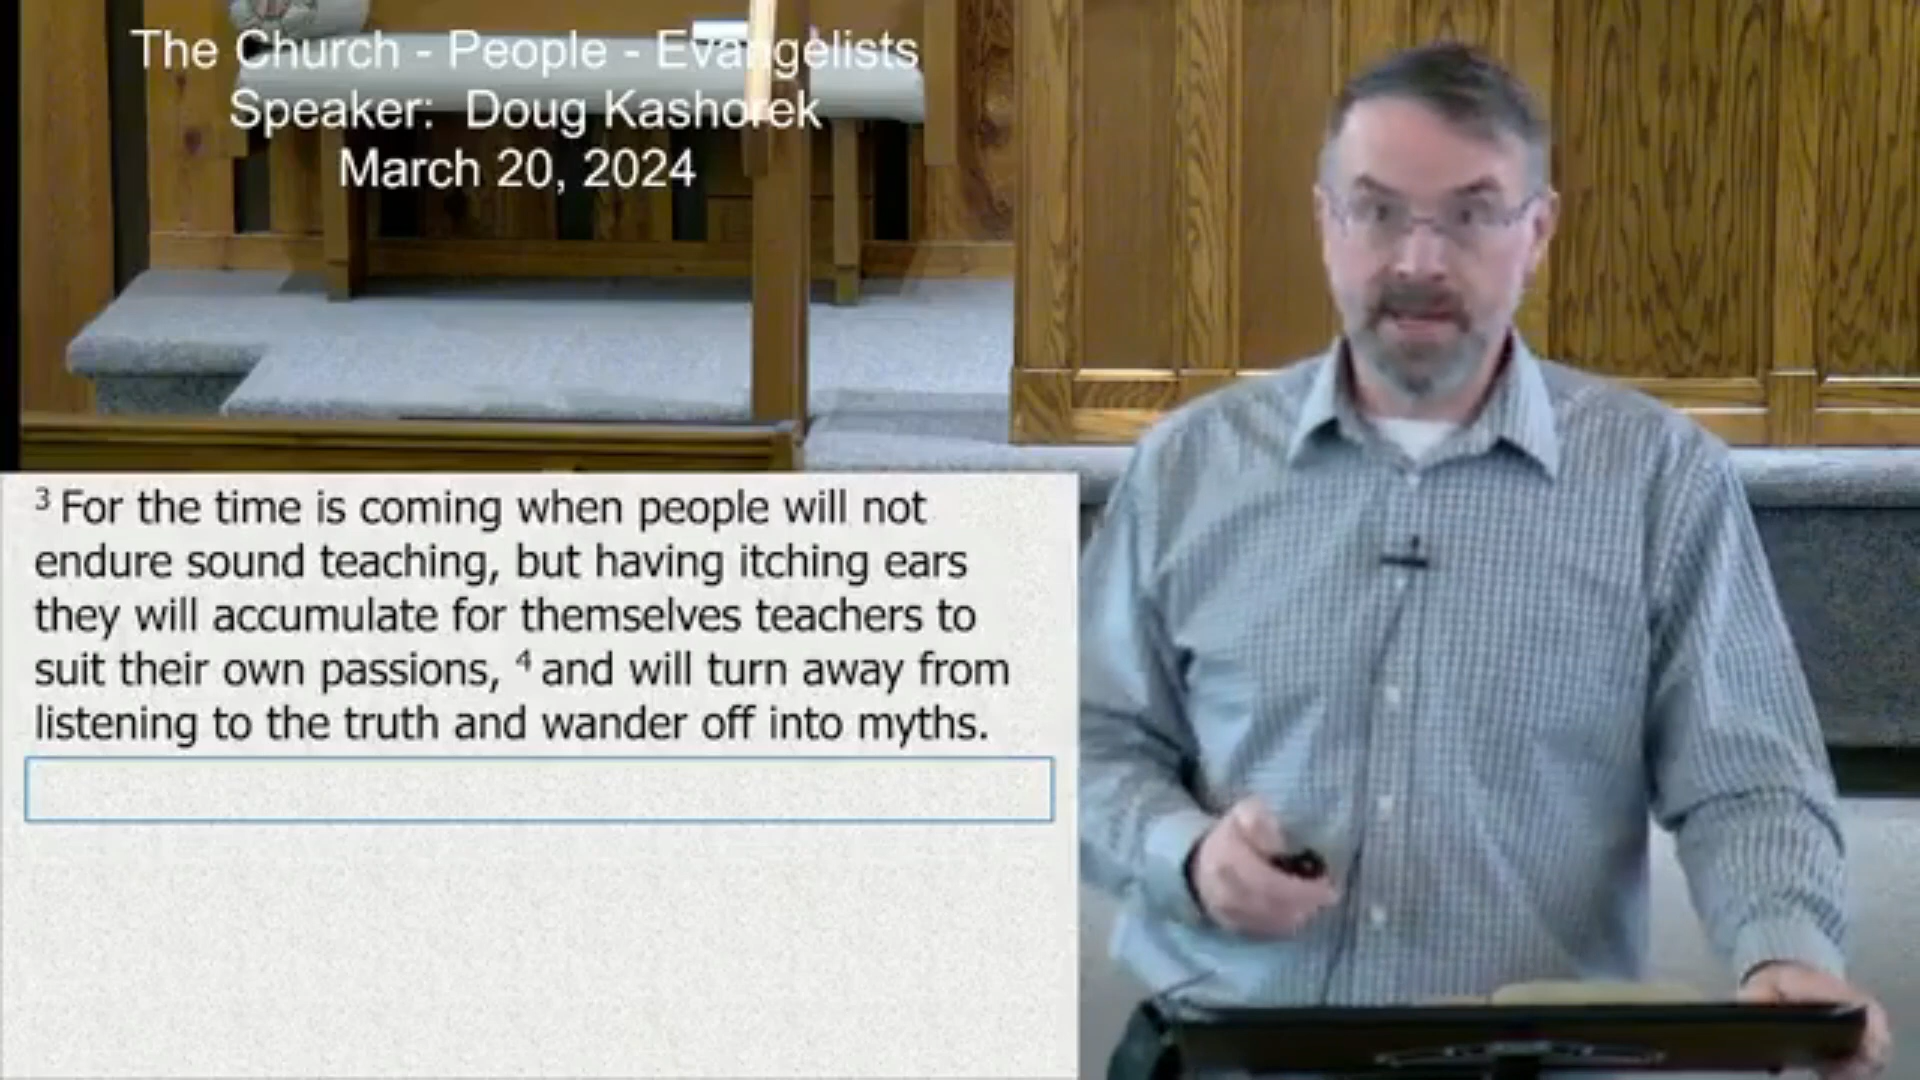 The Church - People - Evangelists
Speaker: Doug Kashorek
March 20, 2024
3 For the time is coming when people will not
endure sound teaching, but having itching ears
they will accumulate for themselves teachers to
suit their own passions, 4 and will turn away from
listening to the truth and wander off into myths.